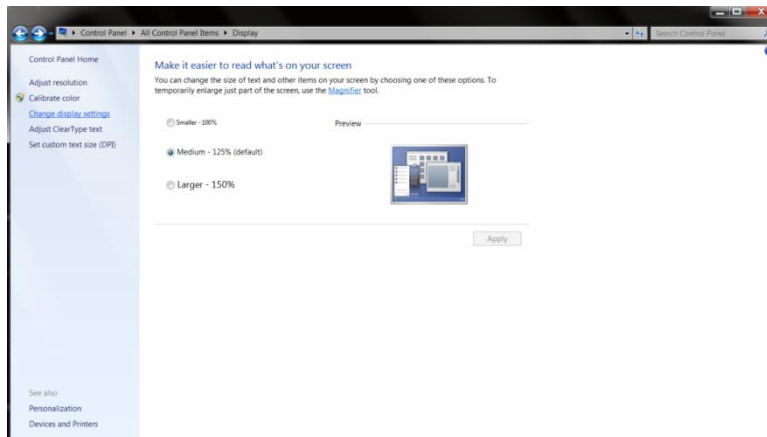 Control Panel ▸ All Control Panel Items ▸ Display
Search Control Panel
Control Panel Home
Adjust resolution
Calibrate color
Change display settings
Adjust ClearType text
Set custom text size (DPI)
See also
Personalization
Devices and Printers
Make it easier to read what's on your screen
You can change the size of text and other items on your screen by choosing one of these options. To
temporarily enlarge just part of the screen, use the Magnifier tool.
Smaller - 100%
Preview
Medium - 125% (default)
Larger - 150%
Apply